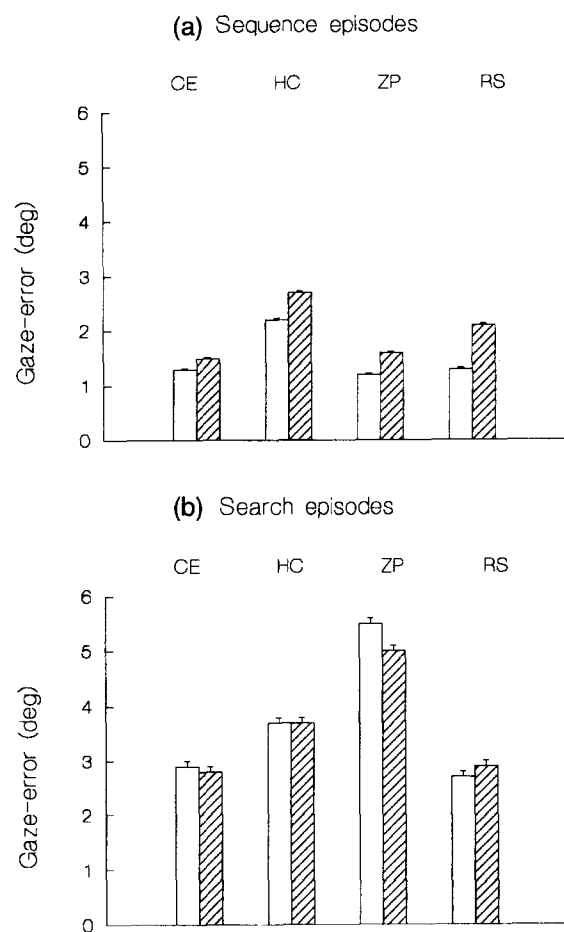 (a) Sequence episodes
CE HC ZP RS
6
5
4
3
2
1
0
Gaze-error (deg)
(b) Search episodes
CE HC ZP RS
6
5
4
3
2
1
0
Gaze-error (deg)